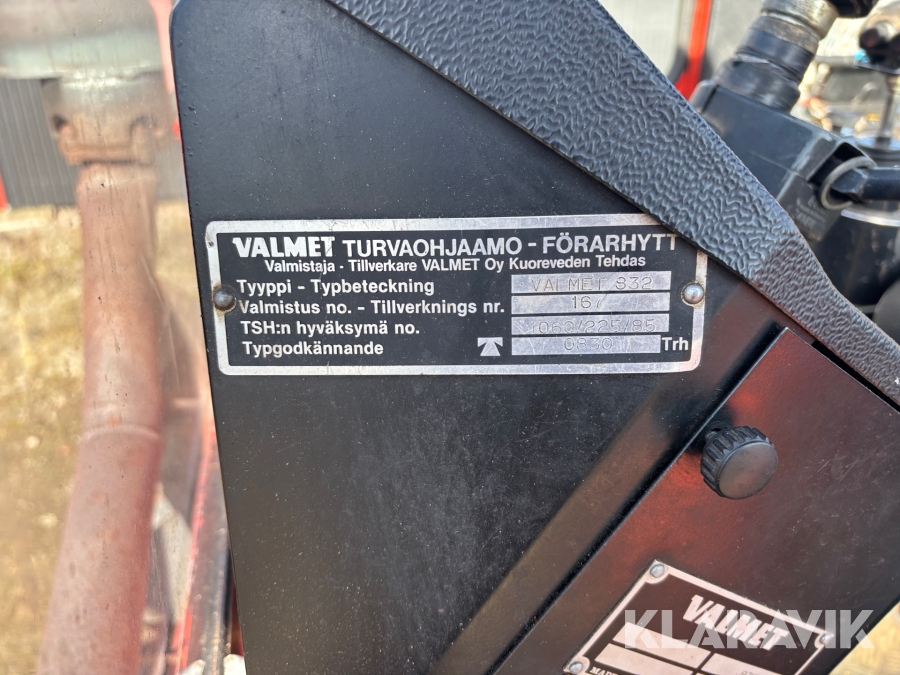 VALMET TURVAOHJAAMO - FÖRARHYTT
Valmistaja - Tillverkare VALMET Oy Kuoreveden Tehdas
Tyyppi - Typbeteckning VALMET 832
Valmistus no. - Tillverknings nr. 167
TSH:n hyväksymä no. 1060/225/85
Typgodkännande 0830 Trh
VALMET
KLARAVIK